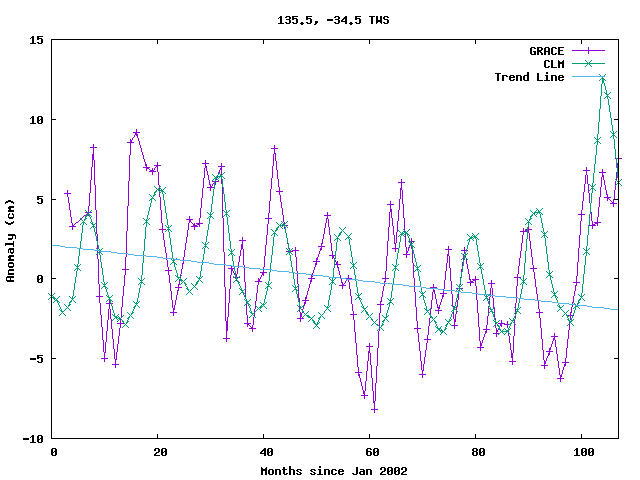 135.5, -34.5 TWS
GRACE
CLM
Trend Line
15
10
5
0
-5
-10
Anomaly (cm)
0 20 40 60 80 100
Months since Jan 2002